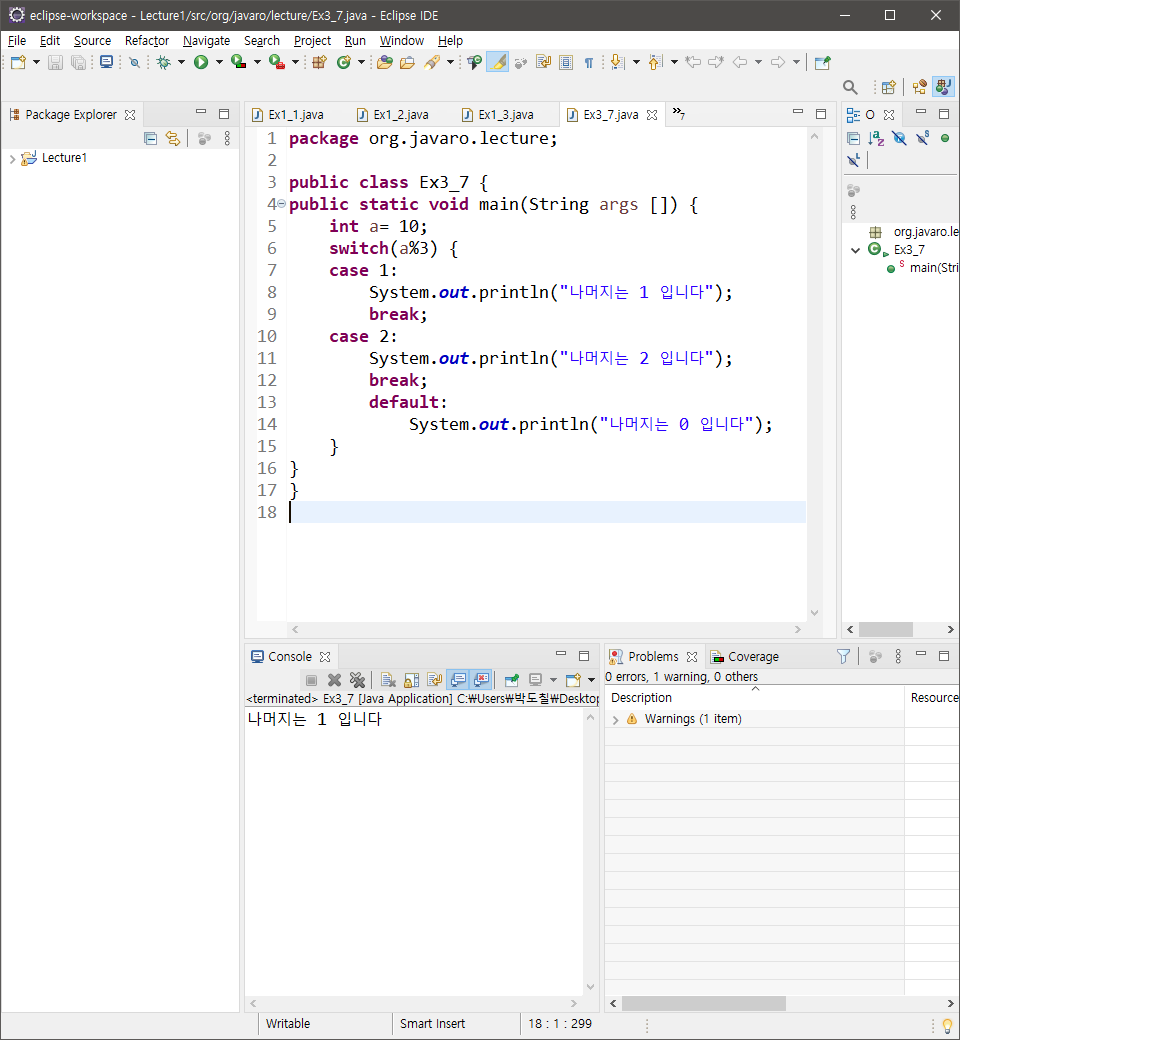 eclipse-workspace - Lecture1/src/org/javaro/lecture/Ex3_7.java - Eclipse IDE
File Edit Source Refactor Navigate Search Project Run Window Help
Package Explorer
Lecture1
Ex1_1.java Ex1_2.java Ex1_3.java Ex3_7.java »7
1 package org.javaro.lecture;
2
3 public class Ex3_7 {
4 public static void main(String args []) {
5 int a= 10;
6 switch(a%3) {
7 case 1:
8 System.out.println("나머지는 1 입니다");
9 break;
10 case 2:
11 System.out.println("나머지는 2 입니다");
12 break;
13 default:
14 System.out.println("나머지는 0 입니다");
15 }
16 }
17 }
18
O
org.javaro.le
Ex3_7
S main(Stri
Console
<terminated> Ex3_7 [Java Application] C:₩Users₩박도칠₩Desktop
나머지는 1 입니다
Problems Coverage
0 errors, 1 warning, 0 others
Description Resource
Warnings (1 item)
Writable Smart Insert 18 : 1 : 299